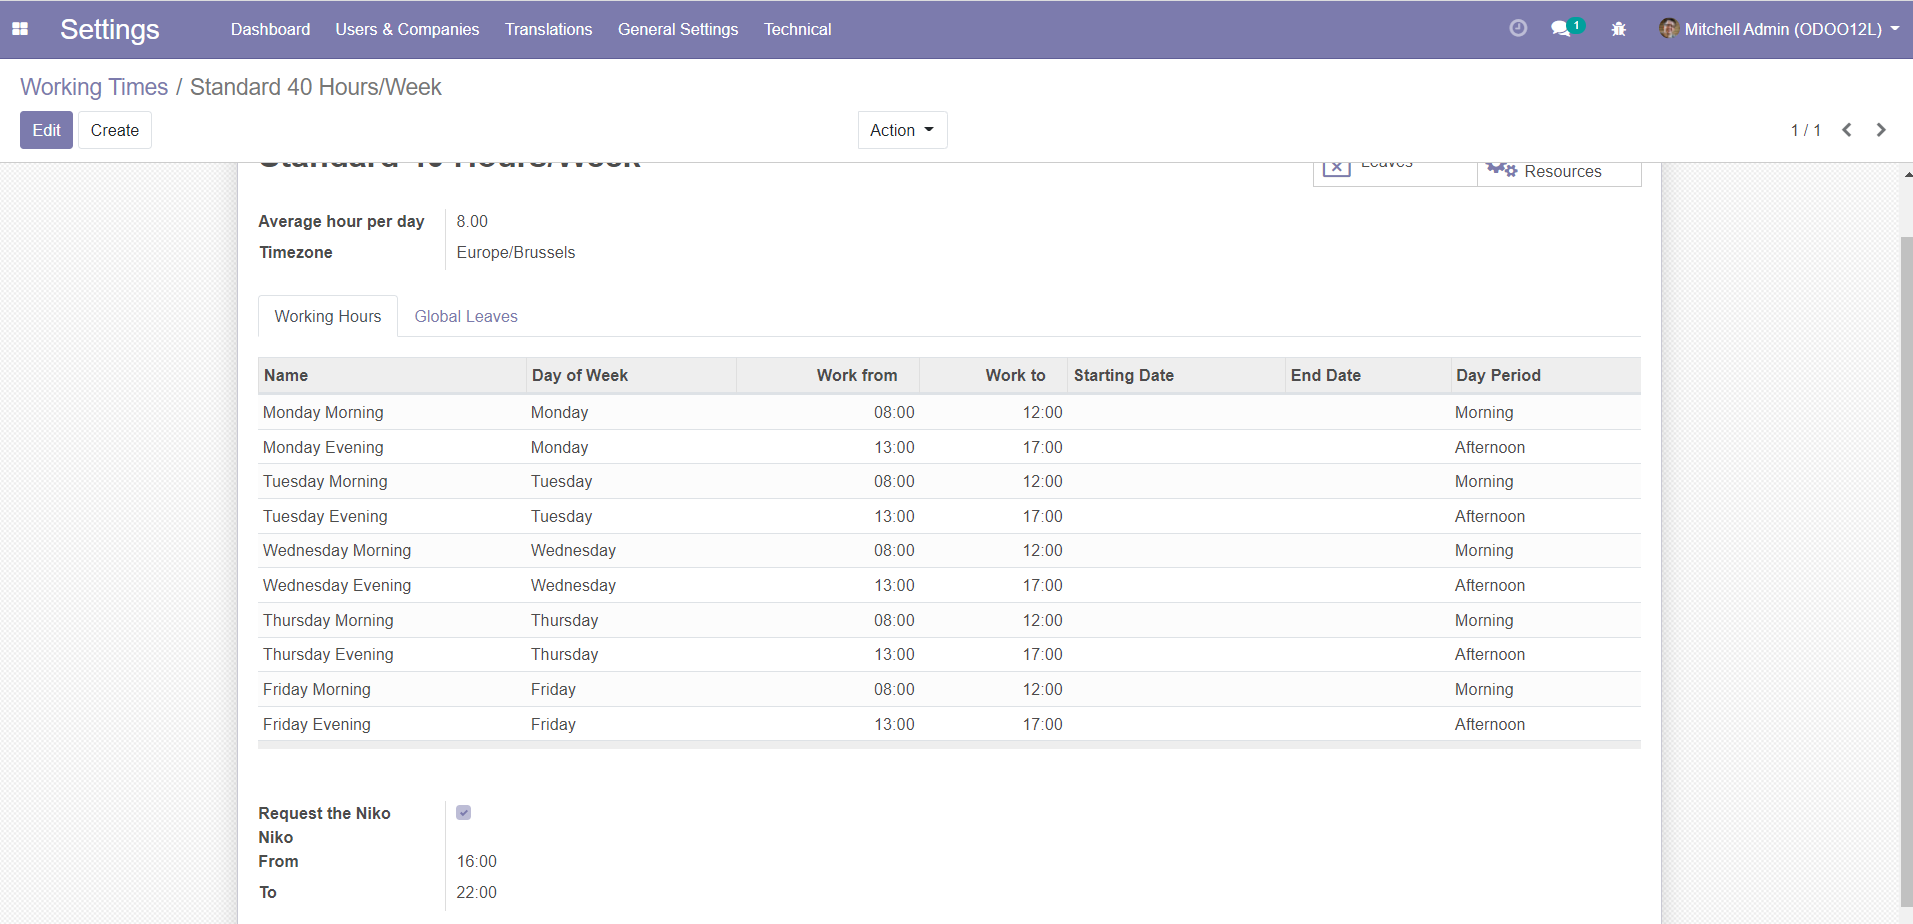 Settings Dashboard Users & Companies Translations General Settings Technical 1 Mitchell Admin (ODOO12L)
Working Times / Standard 40 Hours/Week
Edit Create Action 1 / 1
Standard 40 Hours/Week Leaves
Resources
Average hour per day 8.00
Timezone Europe/Brussels
Working Hours Global Leaves
Name Day of Week Work from Work to Starting Date End Date Day Period
Monday Morning Monday 08:00 12:00 Morning
Monday Evening Monday 13:00 17:00 Afternoon
Tuesday Morning Tuesday 08:00 12:00 Morning
Tuesday Evening Tuesday 13:00 17:00 Afternoon
Wednesday Morning Wednesday 08:00 12:00 Morning
Wednesday Evening Wednesday 13:00 17:00 Afternoon
Thursday Morning Thursday 08:00 12:00 Morning
Thursday Evening Thursday 13:00 17:00 Afternoon
Friday Morning Friday 08:00 12:00 Morning
Friday Evening Friday 13:00 17:00 Afternoon
Request the Niko
Niko
From 16:00
To 22:00